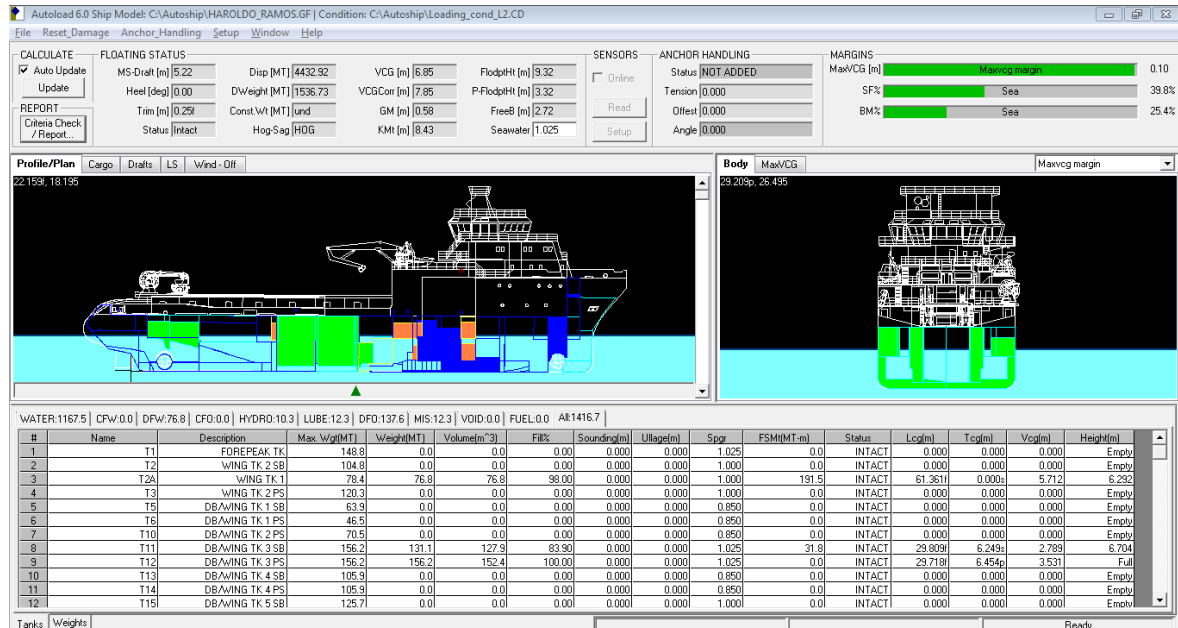 Autoload 6.0 Ship Model: C:\Autoship\HAROLDO_RAMOS.GF | Condition: C:\Autoship\Loading_cond_L2.CD
File Reset_Damage Anchor_Handling Setup Window Help
CALCULATE FLOATING STATUS SENSORS ANCHOR HANDLING MARGINS
Auto Update MS-Draft [m] 5.22 Disp [MT] 4432.92 VCG [m] 6.85 FlodptHt [m] 9.32 Online Status NOT ADDED MaxVCG [m] Maxvcg margin 0.10
Update Heel [deg] 0.00 DWeight [MT] 1536.73 VCGCorr [m] 7.85 P-FlodptHt [m] 3.32 Tension 0.000 SF% Sea 39.8%
REPORT Trim [m] 0.25f Const.Wt [MT] und GM [m] 0.58 FreeB [m] 2.72 Read Offest 0.000 BM% Sea 25.4%
Criteria Check / Report... Status Intact Hog-Sag HOG KMt [m] 8.43 Seawater 1.025 Setup Angle 0.000
Profile/Plan Cargo Drafts LS Wind - Off Body MaxVCG Maxvcg margin
22.159f, 18.195 29.209p, 26.495
WATER:1167.5 CFW:0.0 DFW:76.8 CFO:0.0 HYDRO:10.3 LUBE:12.3 DFO:137.6 MIS:12.3 VOID:0.0 FUEL:0.0 All:1416.7
# Name Description Max. Wgt(MT) Weight(MT) Volume(m^3) Fill% Sounding(m) Ullage(m) Spgr FSMt(MT-m) Status Lcg(m) Tcg(m) Vcg(m) Height(m)
1 T1 FOREPEAK TK 148.8 0.0 0.0 0.00 0.000 0.000 1.025 0.0 INTACT 0.000 0.000 0.000 Empty
2 T2 WING TK 2 SB 104.8 0.0 0.0 0.00 0.000 0.000 1.000 0.0 INTACT 0.000 0.000 0.000 Empty
3 T2A WING TK 1 78.4 76.8 76.8 98.00 0.000 0.000 1.000 191.5 INTACT 61.361f 0.000s 5.712 6.292
4 T3 WING TK 2 PS 120.3 0.0 0.0 0.00 0.000 0.000 1.000 0.0 INTACT 0.000 0.000 0.000 Empty
5 T5 DB/WING TK 1 SB 63.9 0.0 0.0 0.00 0.000 0.000 0.850 0.0 INTACT 0.000 0.000 0.000 Empty
6 T6 DB/WING TK 1 PS 46.5 0.0 0.0 0.00 0.000 0.000 0.850 0.0 INTACT 0.000 0.000 0.000 Empty
7 T10 DB/WING TK 2 PS 70.5 0.0 0.0 0.00 0.000 0.000 0.850 0.0 INTACT 0.000 0.000 0.000 Empty
8 T11 DB/WING TK 3 SB 156.2 131.1 127.9 83.90 0.000 0.000 1.025 31.8 INTACT 29.809f 6.249s 2.789 6.704
9 T12 DB/WING TK 3 PS 156.2 156.2 152.4 100.00 0.000 0.000 1.025 0.0 INTACT 29.718f 6.454p 3.531 Full
10 T13 DB/WING TK 4 SB 105.9 0.0 0.0 0.00 0.000 0.000 0.850 0.0 INTACT 0.000 0.000 0.000 Empty
11 T14 DB/WING TK 4 PS 105.9 0.0 0.0 0.00 0.000 0.000 0.850 0.0 INTACT 0.000 0.000 0.000 Empty
12 T15 DB/WING TK 5 SB 125.7 0.0 0.0 0.00 0.000 0.000 1.000 0.0 INTACT 0.000 0.000 0.000 Empty
Tanks Weights Ready